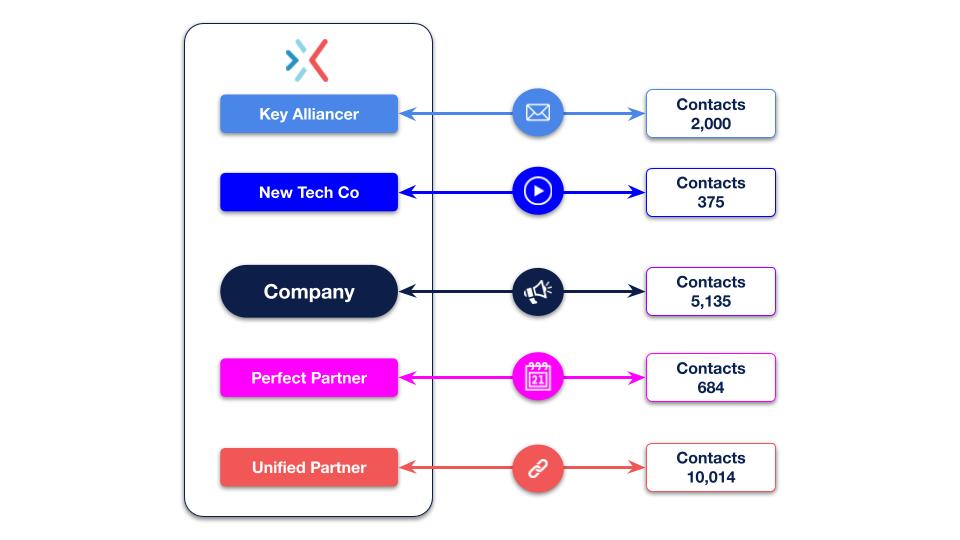 Key Alliancer
Contacts
2,000
New Tech Co
Contacts
375
Company
Contacts
5,135
Perfect Partner
21
Contacts
684
Unified Partner
Contacts
10,014